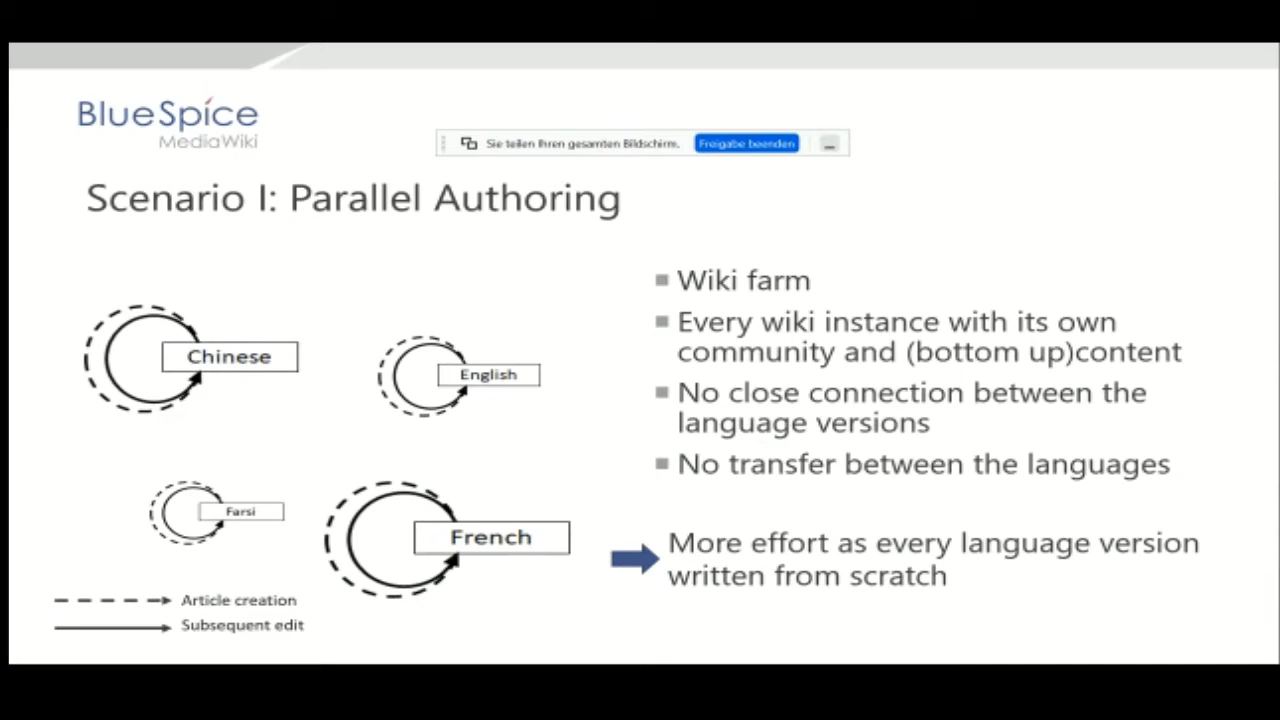 BlueSpice
MediaWiki
Sie teilen Ihren gesamten Bildschirm.
Freigabe beenden
Scenario I: Parallel Authoring
Chinese
English
Farsi
French
Article creation
Subsequent edit
Wiki farm
Every wiki instance with its own
community and (bottom up)content
No close connection between the
language versions
No transfer between the languages
More effort as every language version
written from scratch